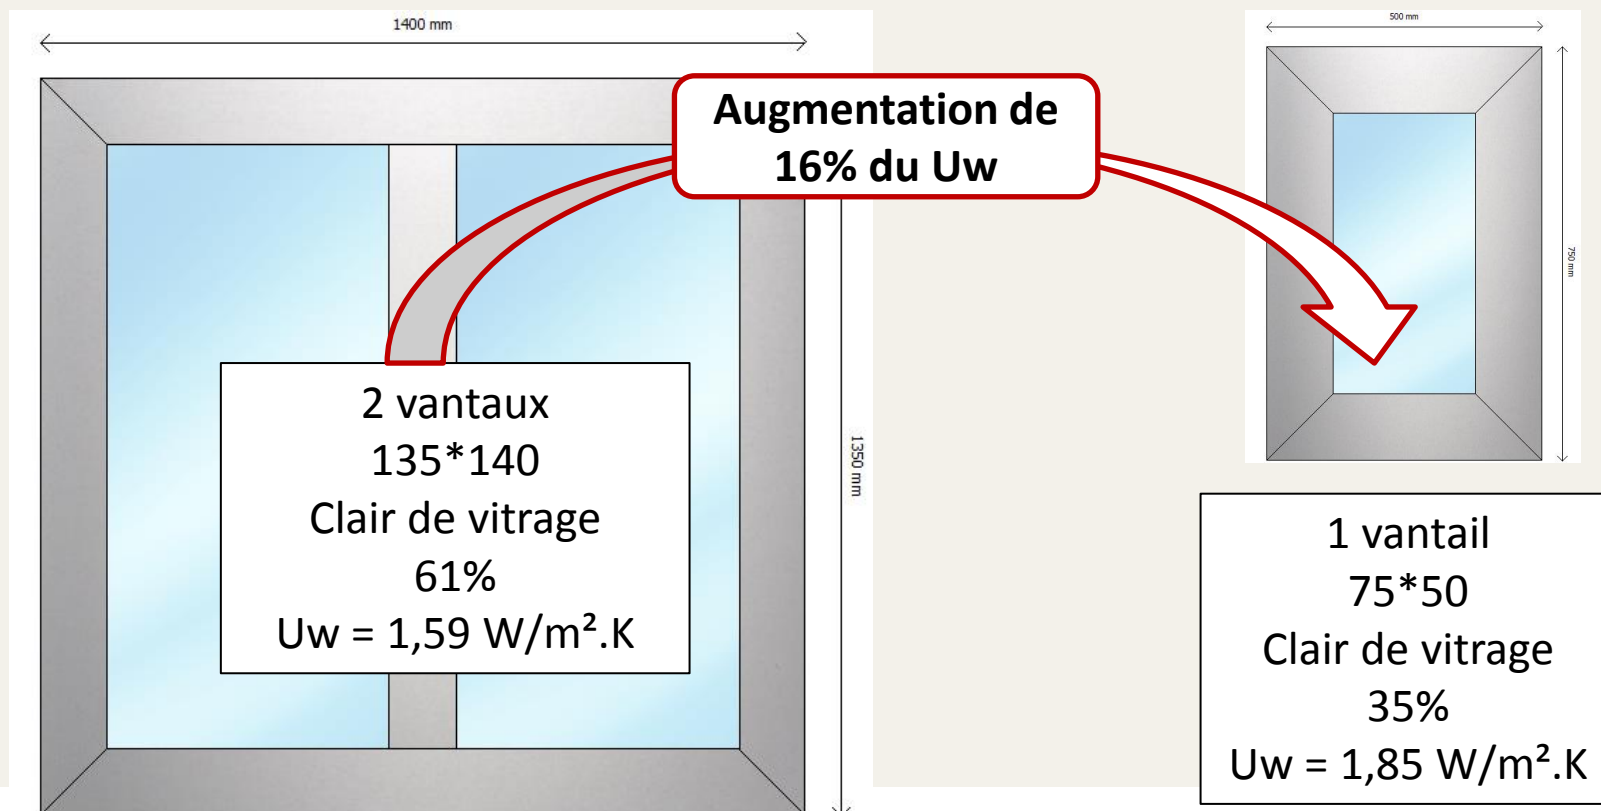 1400 mm
500 mm
Augmentation de
16% du Uw
750 mm
2 vantaux
135*140
Clair de vitrage
61%
Uw = 1,59 W/m².K
1350 mm
1 vantail
75*50
Clair de vitrage
35%
Uw = 1,85 W/m².K